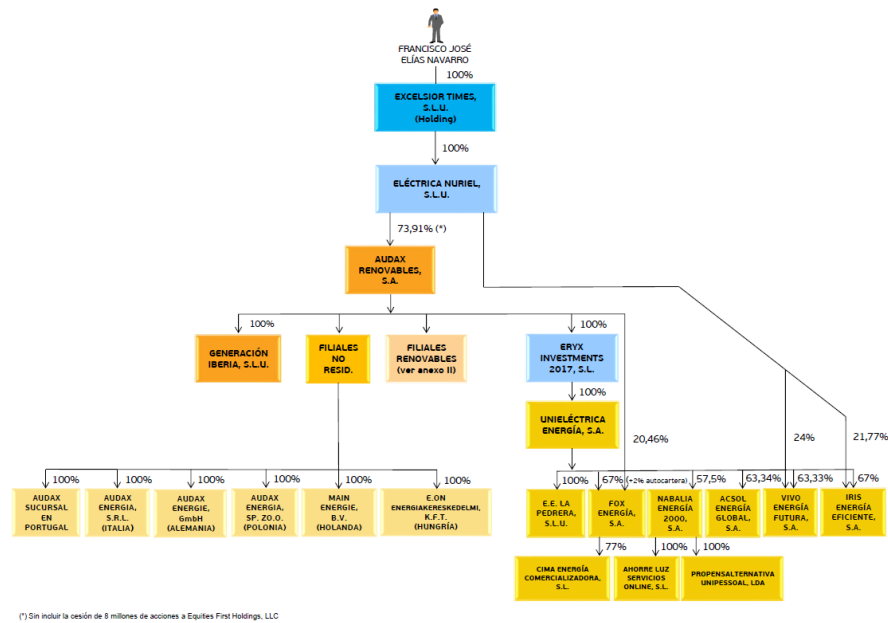 FRANCISCO JOSÉ
ELÍAS NAVARRO
100%
EXCELSIOR TIMES,
S.L.U.
(Holding)
100%
ELÉCTRICA NURIEL,
S.L.U.
73,91% (*)
AUDAX
RENOVABLES,
S.A.
100%
100%
GENERACIÓN
IBERIA, S.L.U.
FILIALES
NO
RESID.
FILIALES
RENOVABLES
(ver anexo II)
ERYX
INVESTMENTS
2017, S.L.
100%
UNIELÉCTRICA
ENERGÍA, S.A.
20,46%
24%
21,77%
100%
100%
100%
100%
100%
100%
100%
67% (+2% autocartera)
57,5%
63,34%
63,33%
67%
AUDAX
SUCURSAL
EN
PORTUGAL
AUDAX
ENERGIA,
S.R.L.
(ITALIA)
AUDAX
ENERGIE,
GmbH
(ALEMANIA)
AUDAX
ENERGIA,
SP. ZO.O.
(POLONIA)
MAIN
ENERGIE,
B.V.
(HOLANDA)
E.ON
ENERGIAKERESKEDELMI,
K.F.T.
(HUNGRÍA)
E.E. LA
PEDRERA,
S.L.U.
FOX
ENERGÍA,
S.A.
NABALIA
ENERGÍA
2000, S.A.
ACSOL
ENERGÍA
GLOBAL, S.A.
VIVO
ENERGÍA
FUTURA,
S.A.
IRIS
ENERGÍA
EFICIENTE,
S.A.
77%
100%
100%
CIMA ENERGÍA
COMERCIALIZADORA,
S.L.
AHORRE LUZ
SERVICIOS
ONLINE, S.L.
PROPENSALTERNATIVA
UNIPESSOAL, LDA
(*) Sin incluir la cesión de 8 millones de acciones a Equities First Holdings, LLC